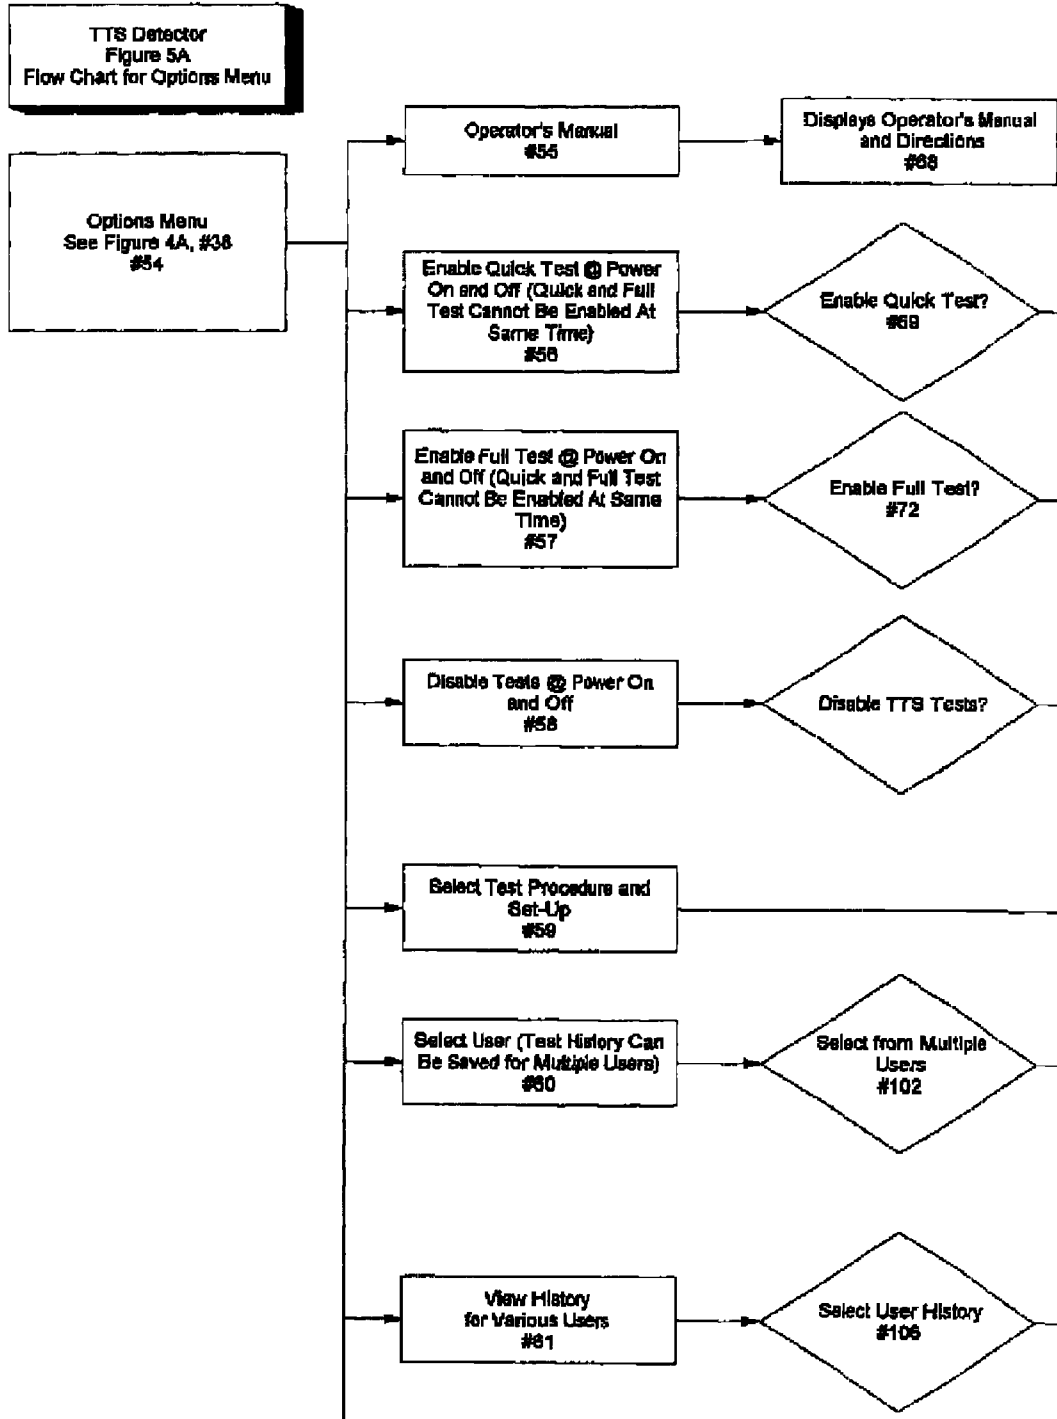 TTS Detector
Figure 5A
Flow Chart for Options Menu
Operator's Manual
#55
Displays Operator's Manual
and Directions
#68
Options Menu
See Figure 4A, #38
#54
Enable Quick Test @ Power
On and Off (Quick and Full
Test Cannot Be Enabled At
Same Time)
#56
Enable Quick Test?
#69
Enable Full Test @ Power On
and Off (Quick and Full Test
Cannot Be Enabled At Same
Time)
#57
Enable Full Test?
#72
Disable Tests @ Power On
and Off
#58
Disable TTS Tests?
Select Test Procedure and
Set-Up
#59
Select User (Test History Can
Be Saved for Multiple Users)
#60
Select from Multiple
Users
#102
View History
for Various Users
#61
Select User History
#106